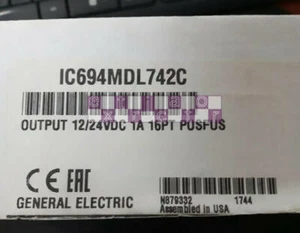 IC694MDL742C
OUTPUT 12/24VDC 1A 16PT POSFUS
CE EAC
GENERAL ELECTRIC
N879332 1744
Assembled in USA